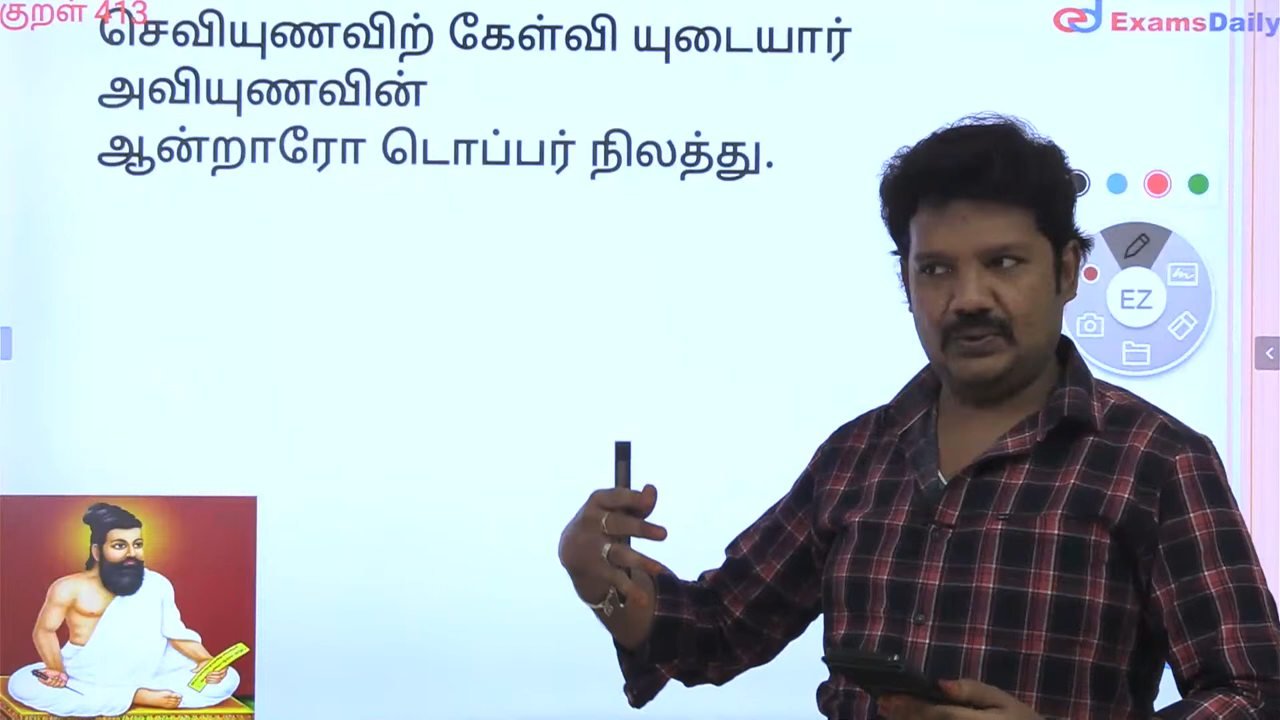 குறள் 413
ExamsDaily
செவியுணவிற் கேள்வி யுடையார்
அவியுணவின்
ஆன்றாரோ டொப்பர் நிலத்து.
EZ